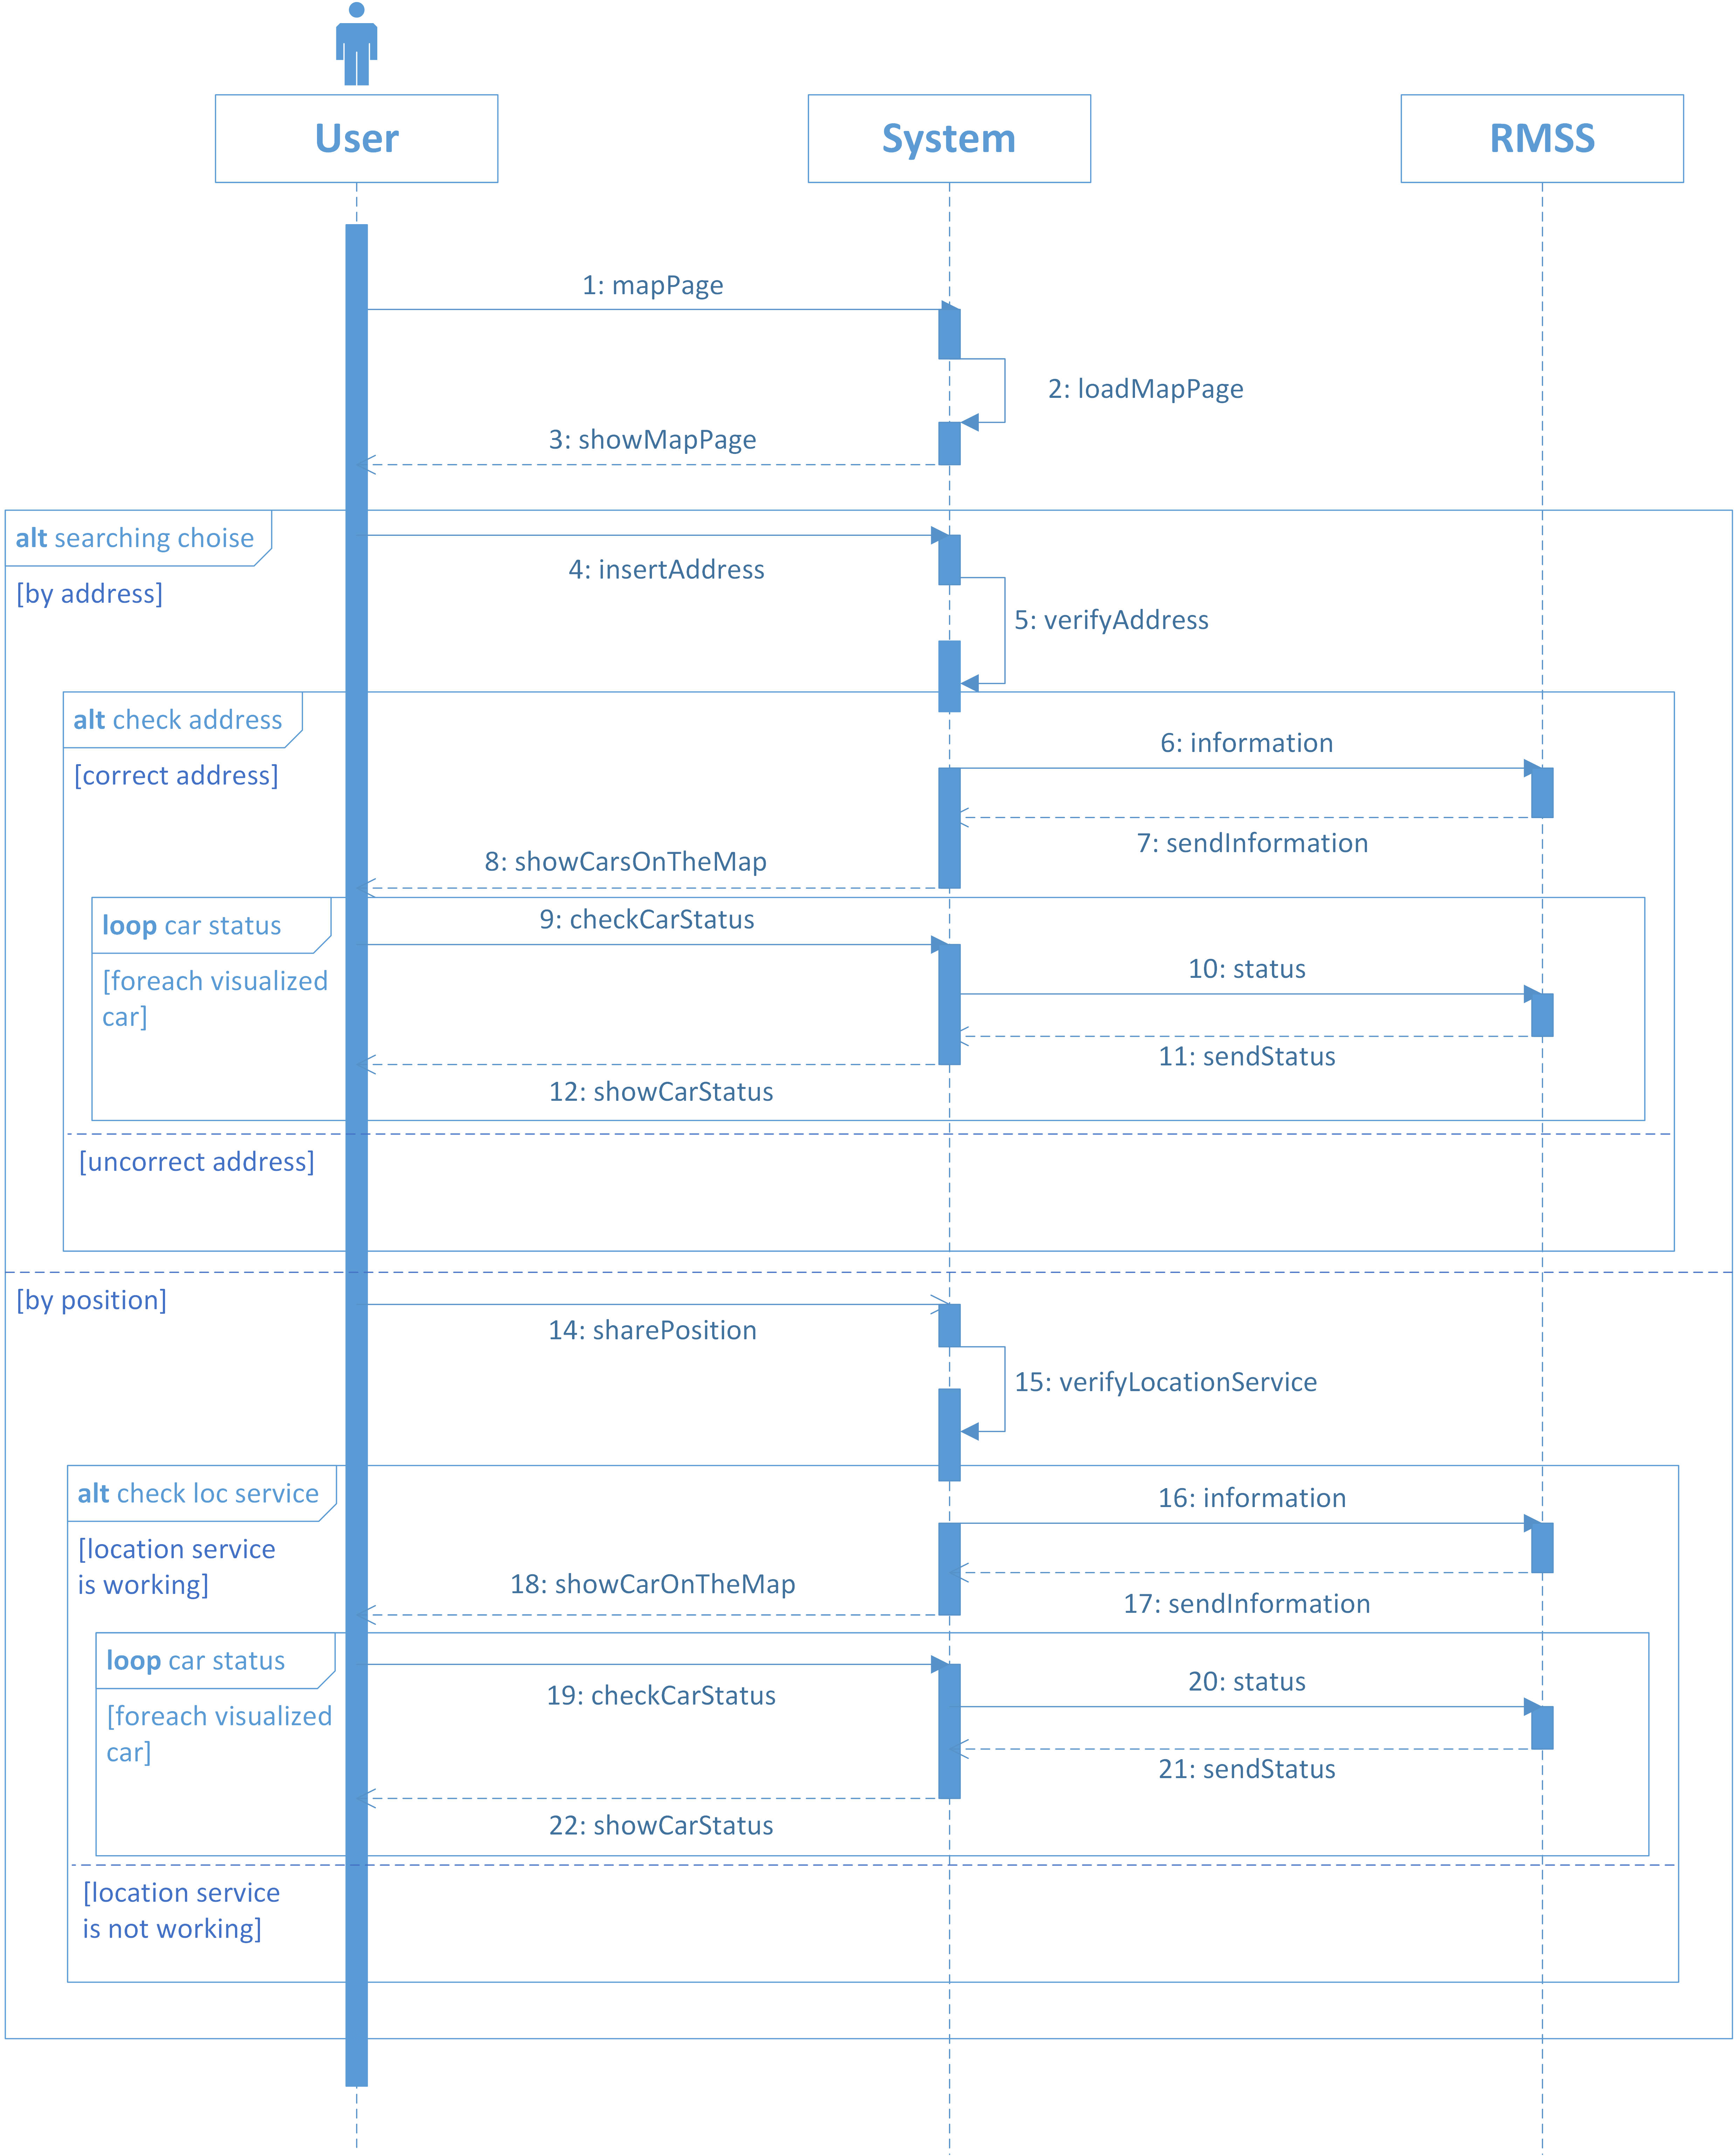 User
System
RMSS
1: mapPage
2: loadMapPage
3: showMapPage
alt searching choise
[by address]
4: insertAddress
5: verifyAddress
alt check address
[correct address]
6: information
7: sendInformation
8: showCarsOnTheMap
loop car status
[foreach visualized
car]
9: checkCarStatus
10: status
11: sendStatus
12: showCarStatus
[uncorrect address]
[by position]
14: sharePosition
15: verifyLocationService
alt check loc service
[location service
is working]
16: information
17: sendInformation
18: showCarOnTheMap
loop car status
[foreach visualized
car]
19: checkCarStatus
20: status
21: sendStatus
22: showCarStatus
[location service
is not working]